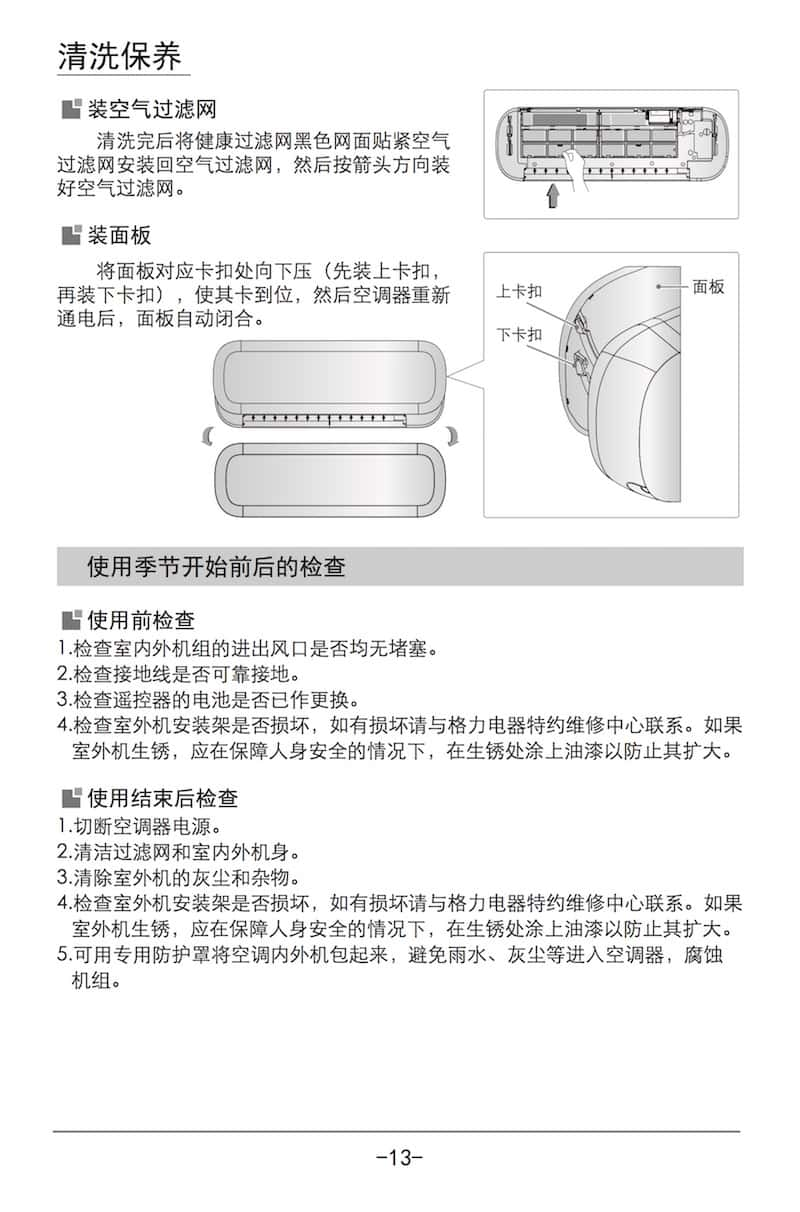 清洗保养
装空气过滤网
清洗完后将健康过滤网黑色网面贴紧空气
过滤网安装回空气过滤网，然后按箭头方向装
好空气过滤网。
装面板
将面板对应卡扣处向下压（先装上卡扣，
再装下卡扣），使其卡到位，然后空调器重新
通电后，面板自动闭合。
上卡扣
面板
下卡扣
使用季节开始前后的检查
使用前检查
1.检查室内外机组的进出风口是否均无堵塞。
2.检查接地线是否可靠接地。
3.检查遥控器的电池是否已作更换。
4.检查室外机安装架是否损坏，如有损坏请与格力电器特约维修中心联系。如果
室外机生锈，应在保障人身安全的情况下，在生锈处涂上油漆以防止其扩大。
使用结束后检查
1.切断空调器电源。
2.清洁过滤网和室内外机身。
3.清除室外机的灰尘和杂物。
4.检查室外机安装架是否损坏，如有损坏请与格力电器特约维修中心联系。如果
室外机生锈，应在保障人身安全的情况下，在生锈处涂上油漆以防止其扩大。
5.可用专用防护罩将空调内外机包起来，避免雨水、灰尘等进入空调器，腐蚀
机组。
-13-